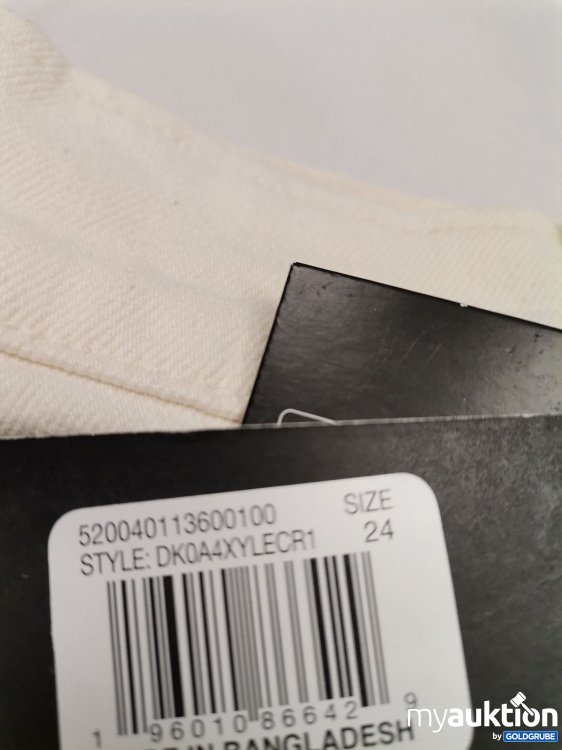 520040113600100
SIZE
STYLE: DK0A4XYLECR1
24
1 96010 86642 9
IN BANGLADESH
myauktion
by GOLDGRUBE